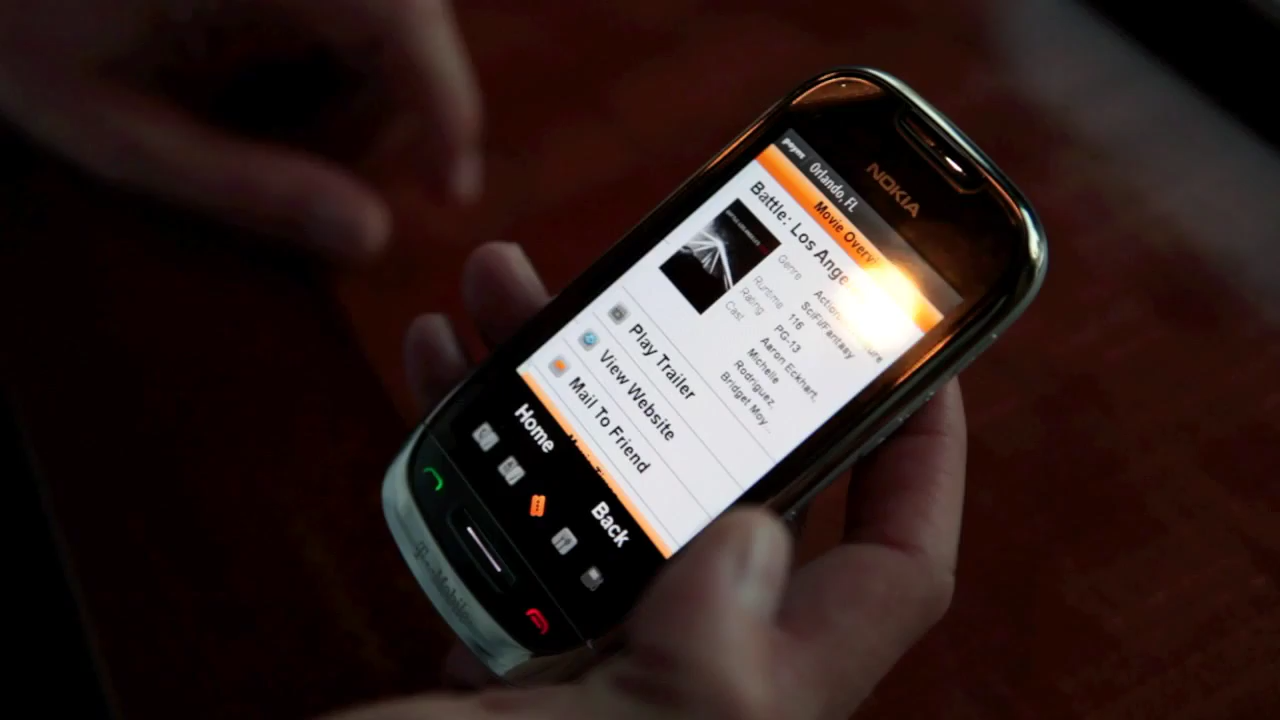 NOKIA
Orlando, FL
Movie Overv
Battle: Los Ange
Genre
Action
SciFi/Fantasy
Runtime
116
Rating
PG-13
Cast
Aaron Eckhart,
Michelle
Rodriguez,
Bridget Moy...
Play Trailer
View Website
Mail To Friend
Home
Back
T-Mobile